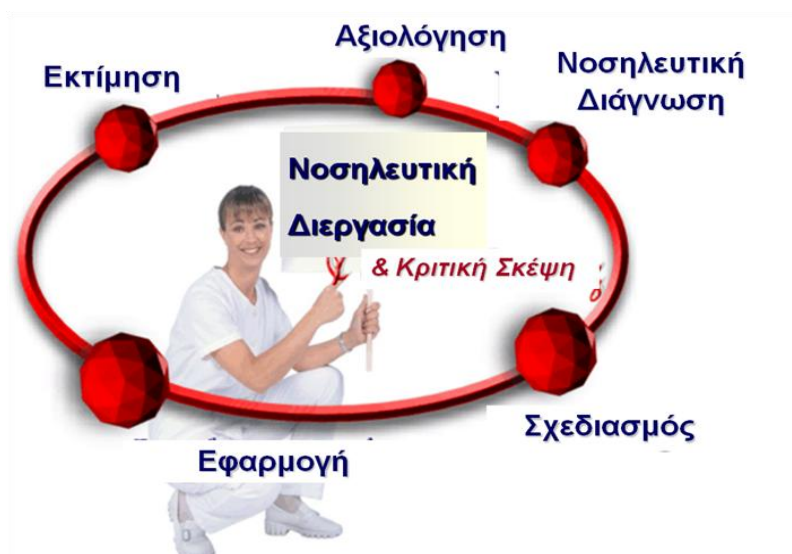 Αξιολόγηση
Εκτίμηση
Νοσηλευτική
Διάγνωση
Νοσηλευτική
Διεργασία
& Κριτική Σκέψη
Σχεδιασμός
Εφαρμογή